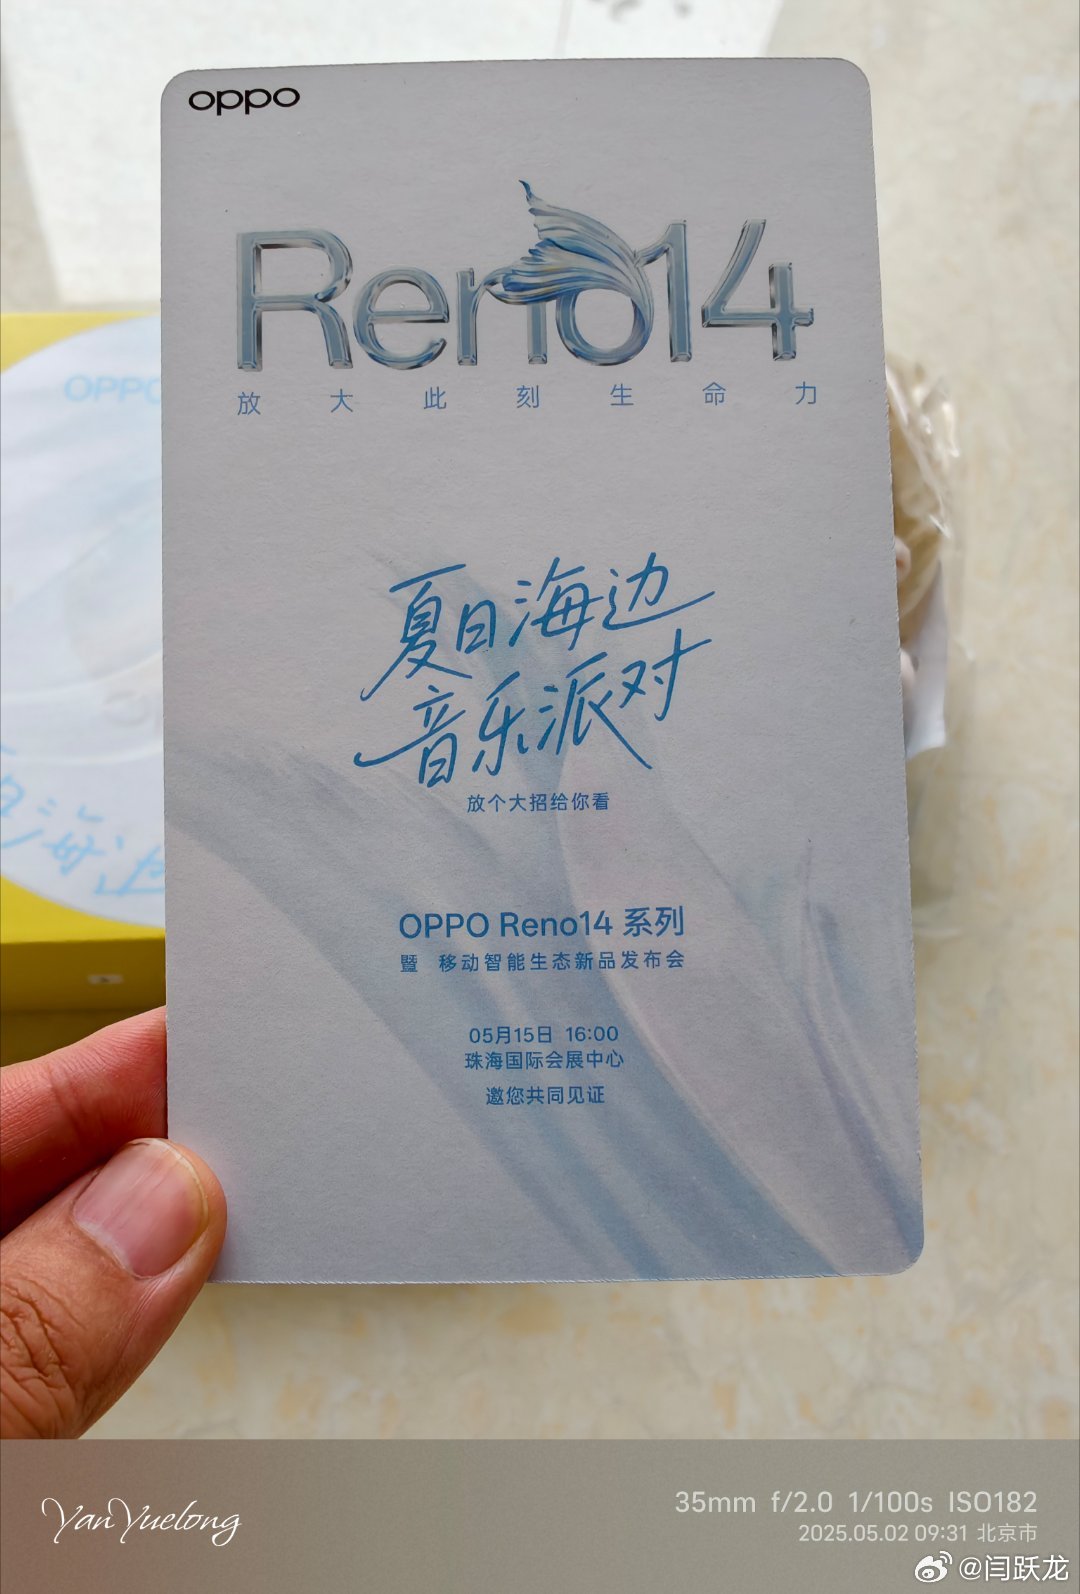 oppo
Reno14
放大此刻生命力
OPPO
夏日海边
音乐派对
放个大招给你看
OPPO Reno14 系列
暨 移动智能生态新品发布会
05月15日 16:00
珠海国际会展中心
邀您共同见证
YanYuelong
35mm f/2.0 1/100s ISO182
2025.05.02 09:31 北京市
@闫跃龙